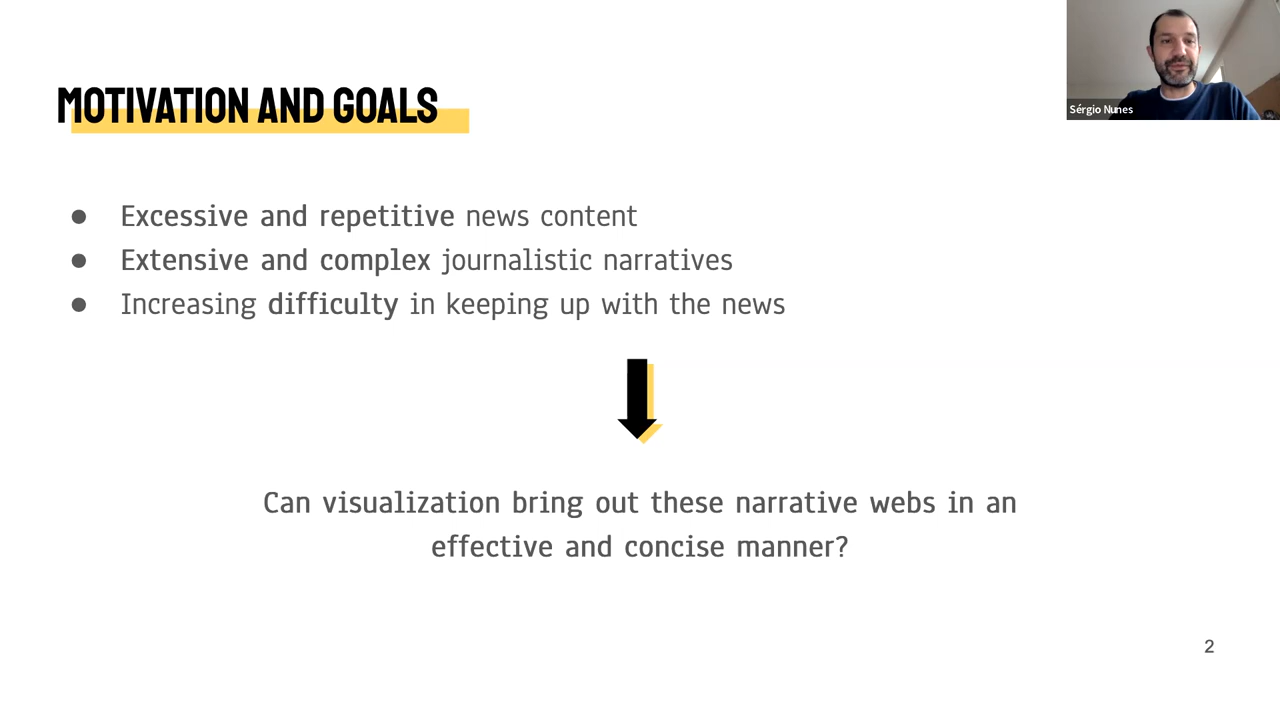 MOTIVATION AND GOALS
Sérgio Nunes
● Excessive and repetitive news content
● Extensive and complex journalistic narratives
● Increasing difficulty in keeping up with the news
Can visualization bring out these narrative webs in an
effective and concise manner?
2